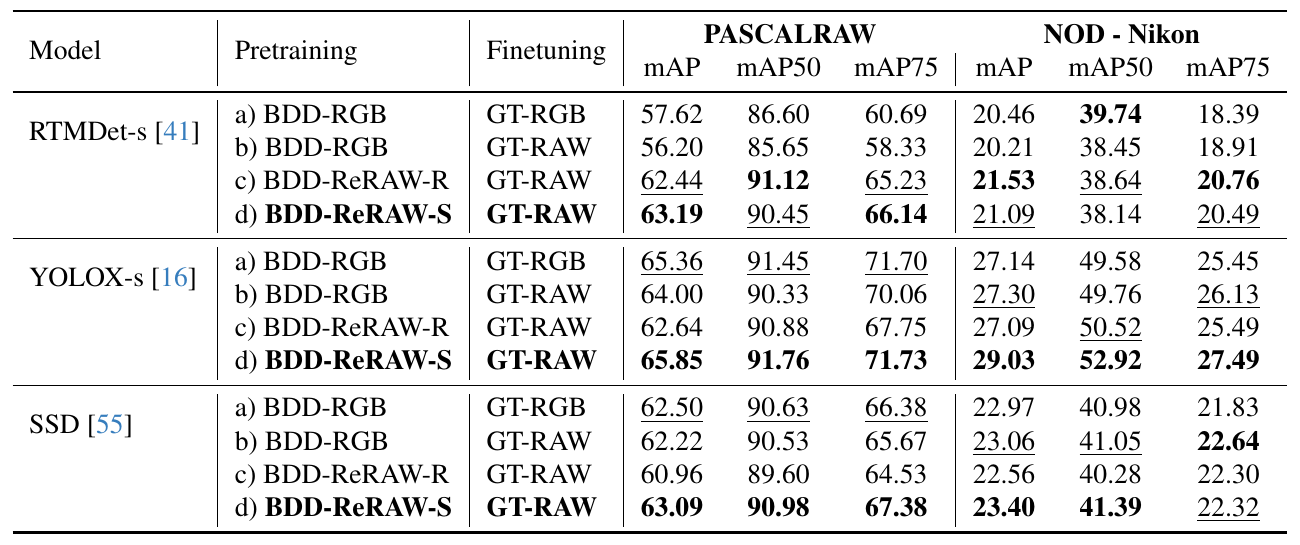 Model Pretraining Finetuning PASCALRAW NOD - Nikon
mAP mAP50 mAP75 mAP mAP50 mAP75
RTMDet-s [41] a) BDD-RGB GT-RGB 57.62 86.60 60.69 20.46 39.74 18.39
b) BDD-RGB GT-RAW 56.20 85.65 58.33 20.21 38.45 18.91
c) BDD-ReRAW-R GT-RAW 62.44 91.12 65.23 21.53 38.64 20.76
d) BDD-ReRAW-S GT-RAW 63.19 90.45 66.14 21.09 38.14 20.49
YOLOX-s [16] a) BDD-RGB GT-RGB 65.36 91.45 71.70 27.14 49.58 25.45
b) BDD-RGB GT-RAW 64.00 90.33 70.06 27.30 49.76 26.13
c) BDD-ReRAW-R GT-RAW 62.64 90.88 67.75 27.09 50.52 25.49
d) BDD-ReRAW-S GT-RAW 65.85 91.76 71.73 29.03 52.92 27.49
SSD [55] a) BDD-RGB GT-RGB 62.50 90.63 66.38 22.97 40.98 21.83
b) BDD-RGB GT-RAW 62.22 90.53 65.67 23.06 41.05 22.64
c) BDD-ReRAW-R GT-RAW 60.96 89.60 64.53 22.56 40.28 22.30
d) BDD-ReRAW-S GT-RAW 63.09 90.98 67.38 23.40 41.39 22.32